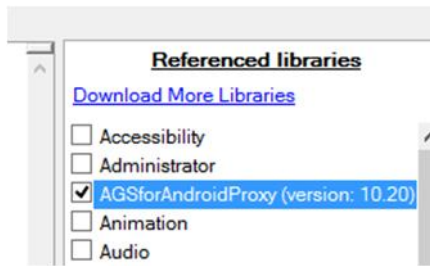 Referenced libraries
Download More Libraries
Accessibility
Administrator
AGSforAndroidProxy (version: 10.20)
Animation
Audio